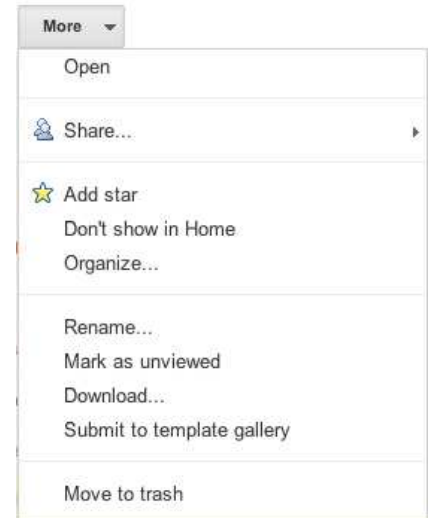 More
Open
Share...
Add star
Don't show in Home
Organize...
Rename...
Mark as unviewed
Download...
Submit to template gallery
Move to trash